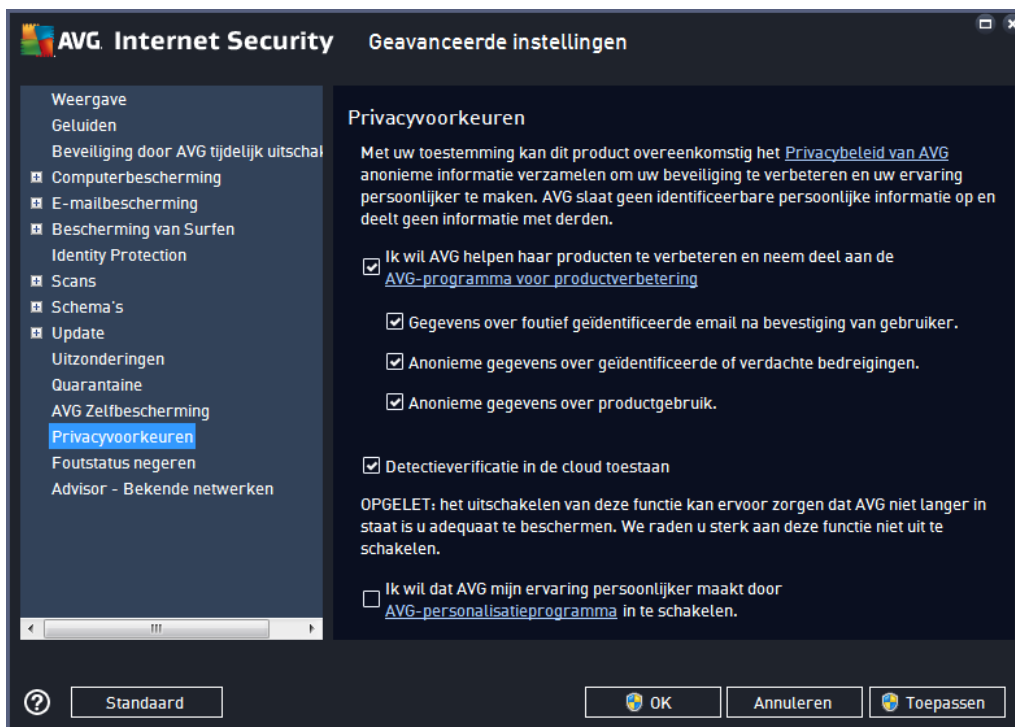 AVG. Internet Security
Geavanceerde instellingen
Weergave
Geluiden
Beveiliging door AVG tijdelijk uitschak
Computerbescherming
E-mailbescherming
Bescherming van Surfen
Identity Protection
Scans
Schema's
Update
Uitzonderingen
Quarantaine
AVG Zelfbescherming
Privacyvoorkeuren
Foutstatus negeren
Advisor - Bekende netwerken
Privacyvoorkeuren
Met uw toestemming kan dit product overeenkomstig het Privacybeleid van AVG
anonieme informatie verzamelen om uw beveiliging te verbeteren en uw ervaring
persoonlijker te maken. AVG slaat geen identificeerbare persoonlijke informatie op en
deelt geen informatie met derden.
Ik wil AVG helpen haar producten te verbeteren en neem deel aan de
AVG-programma voor productverbetering
Gegevens over foutief geïdentificeerde email na bevestiging van gebruiker.
Anonieme gegevens over geïdentificeerde of verdachte bedreigingen.
Anonieme gegevens over productgebruik.
Detectieverificatie in de cloud toestaan
OPGELET: het uitschakelen van deze functie kan ervoor zorgen dat AVG niet langer in
staat is u adequaat te beschermen. We raden u sterk aan deze functie niet uit te
schakelen.
Ik wil dat AVG mijn ervaring persoonlijker maakt door
AVG-personalisatieprogramma in te schakelen.
? Standaard
OK
Annuleren
Toepassen